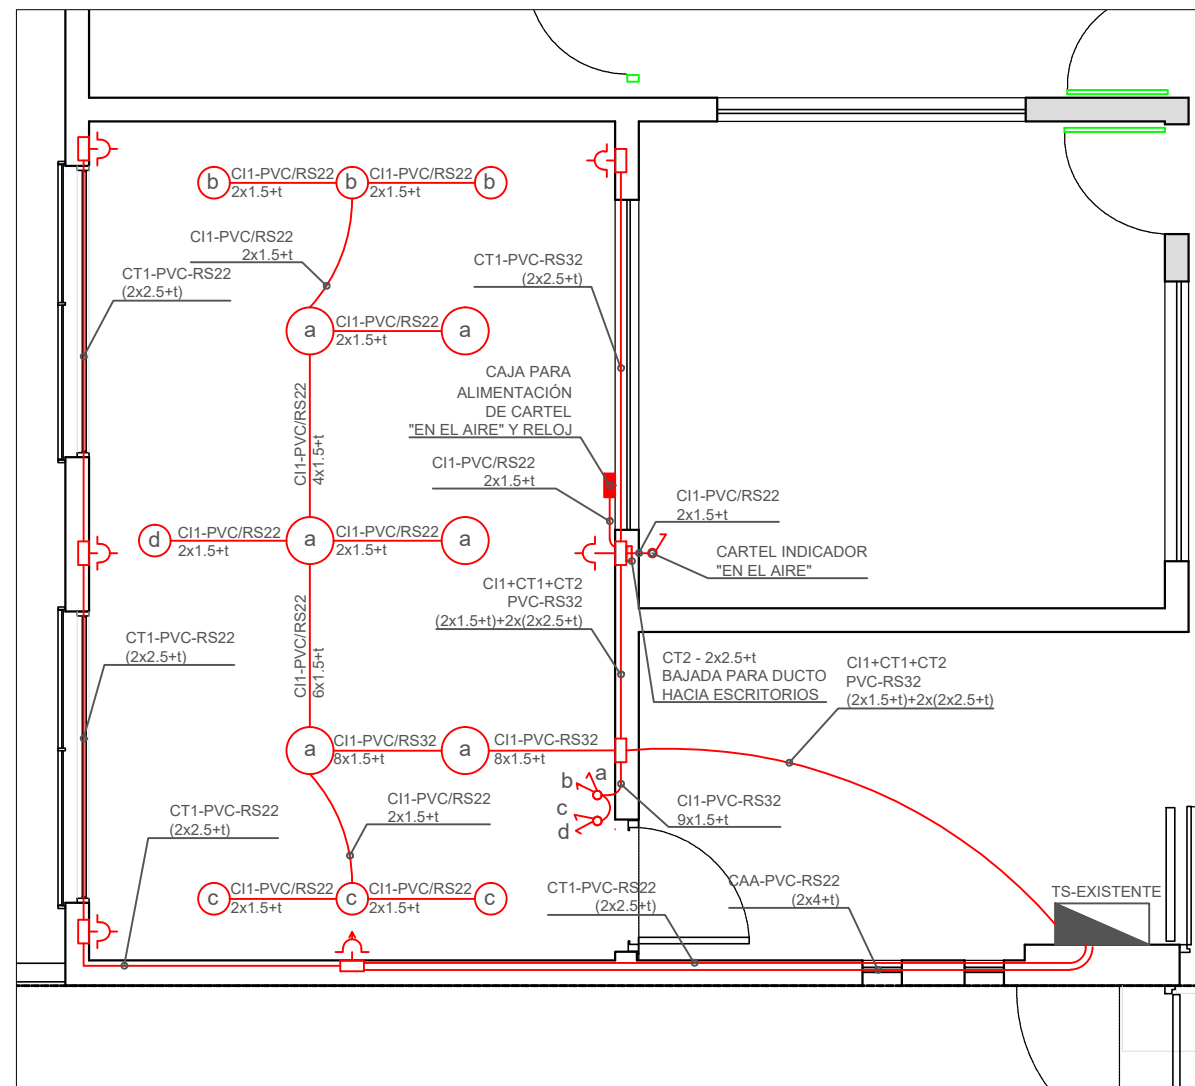 b
CI1-PVC/RS22
2x1.5+t
b
CI1-PVC/RS22
2x1.5+t
b
CI1-PVC/RS22
2x1.5+t
CT1-PVC-RS22
(2x2.5+t)
CT1-PVC-RS32
(2x2.5+t)
a
CI1-PVC/RS22
2x1.5+t
a
CAJA PARA
ALIMENTACIÓN
DE CARTEL
"EN EL AIRE" Y RELOJ
CI1-PVC/RS22
4x1.5+t
CI1-PVC/RS22
2x1.5+t
CI1-PVC/RS22
2x1.5+t
d
CI1-PVC/RS22
2x1.5+t
a
CI1-PVC/RS22
2x1.5+t
a
CARTEL INDICADOR
"EN EL AIRE"
CI1+CT1+CT2
PVC-RS32
(2x1.5+t)+2x(2x2.5+t)
CI1-PVC/RS22
6x1.5+t
CT1-PVC-RS22
(2x2.5+t)
CT2 - 2x2.5+t
BAJADA PARA DUCTO
HACIA ESCRITORIOS
CI1+CT1+CT2
PVC-RS32
(2x1.5+t)+2x(2x2.5+t)
a
CI1-PVC/RS32
8x1.5+t
a
CI1-PVC-RS32
8x1.5+t
b
a
c
d
CI1-PVC-RS32
9x1.5+t
CT1-PVC-RS22
(2x2.5+t)
CI1-PVC/RS22
2x1.5+t
c
CI1-PVC/RS22
2x1.5+t
c
CI1-PVC/RS22
2x1.5+t
c
CT1-PVC-RS22
(2x2.5+t)
CAA-PVC-RS22
(2x4+t)
TS-EXISTENTE